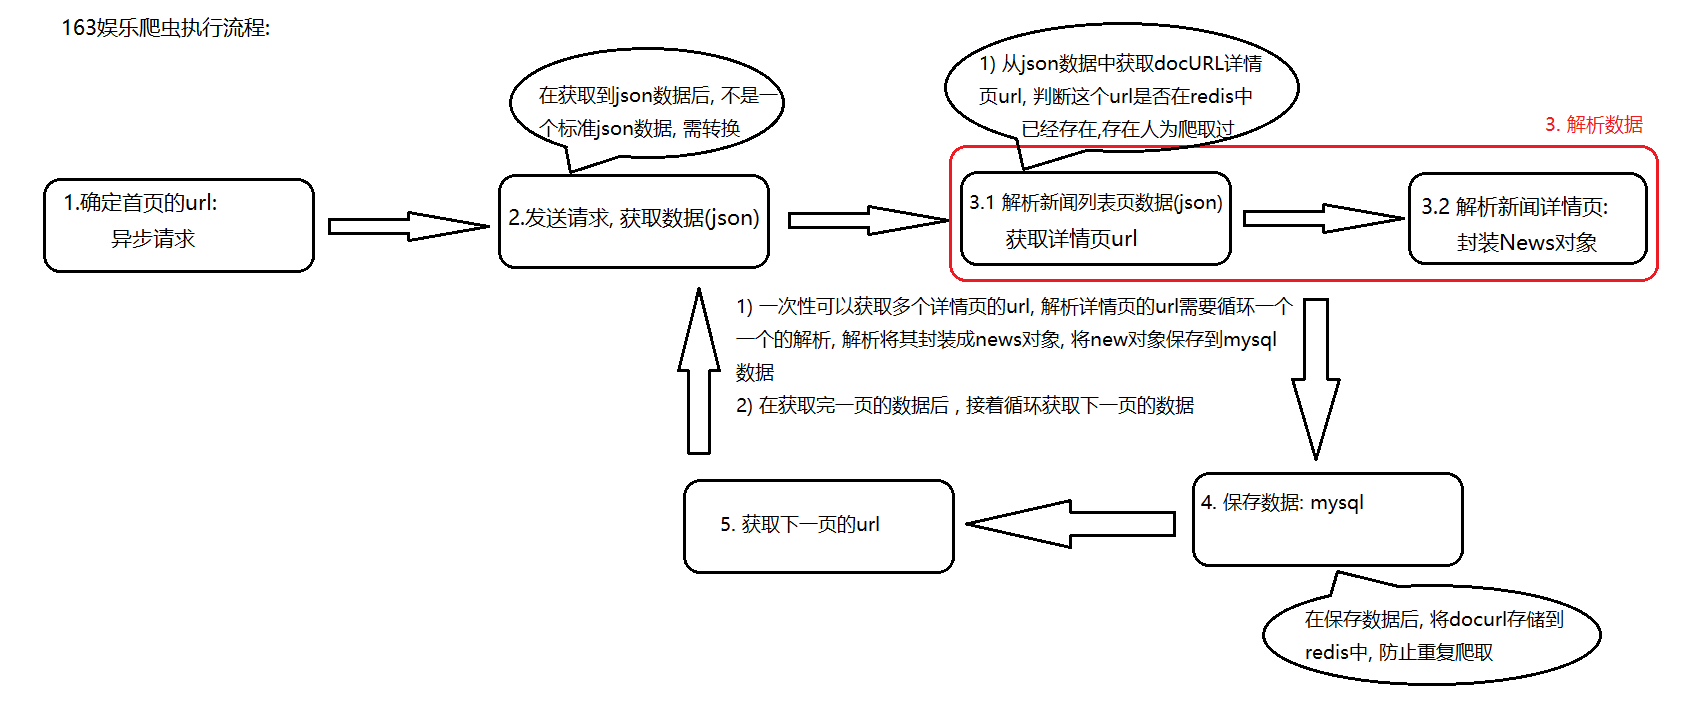 163娱乐爬虫执行流程:
在获取到json数据后, 不是一
个标准json数据, 需转换
1) 从json数据中获取docURL详情
页url, 判断这个url是否在redis中
已经存在,存在人为爬取过
3. 解析数据
1.确定首页的url:
异步请求
2.发送请求, 获取数据(json)
3.1 解析新闻列表页数据(json)
获取详情页url
3.2 解析新闻详情页:
封装News对象
1) 一次性可以获取多个详情页的url, 解析详情页的url需要循环一个
一个的解析, 解析将其封装成news对象, 将new对象保存到mysql
数据
2) 在获取完一页的数据后 , 接着循环获取下一页的数据
5. 获取下一页的url
4. 保存数据: mysql
在保存数据后, 将docurl存储到
redis中, 防止重复爬取